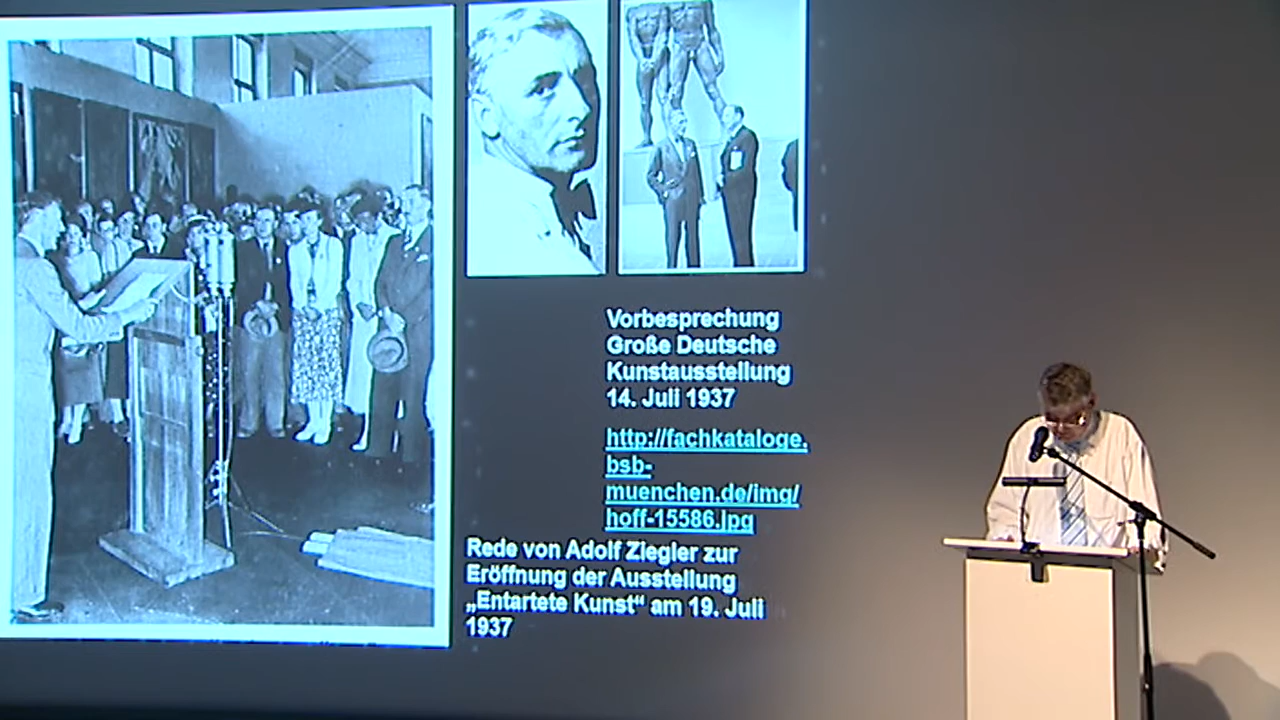 Vorbesprechung
Große Deutsche
Kunstausstellung
14. Juli 1937
http://fachkataloge.
bsb-
muenchen.de/img/
hoff-15586.jpg
Rede von Adolf Ziegler zur
Eröffnung der Ausstellung
„Entartete Kunst“ am 19. Juli
1937